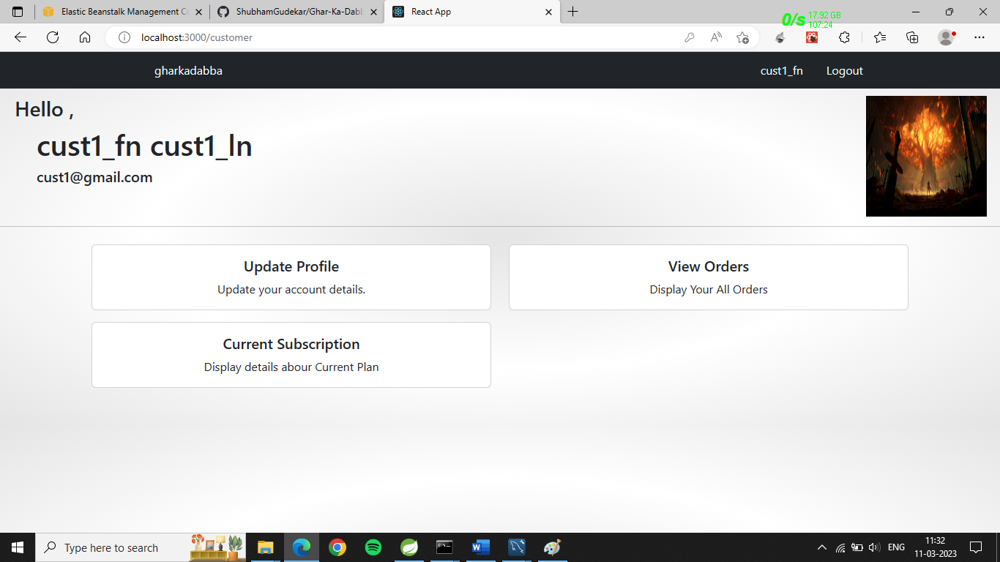 Elastic Beanstalk Management Co
ShubhamGudekar/Ghar-Ka-Dabb
React App
0/s 17.92 GB
107:24
localhost:3000/customer
gharkadabba
cust1_fn
Logout
Hello ,
cust1_fn cust1_ln
cust1@gmail.com
Update Profile
Update your account details.
View Orders
Display Your All Orders
Current Subscription
Display details abour Current Plan
Type here to search
ENG
11:32
11-03-2023